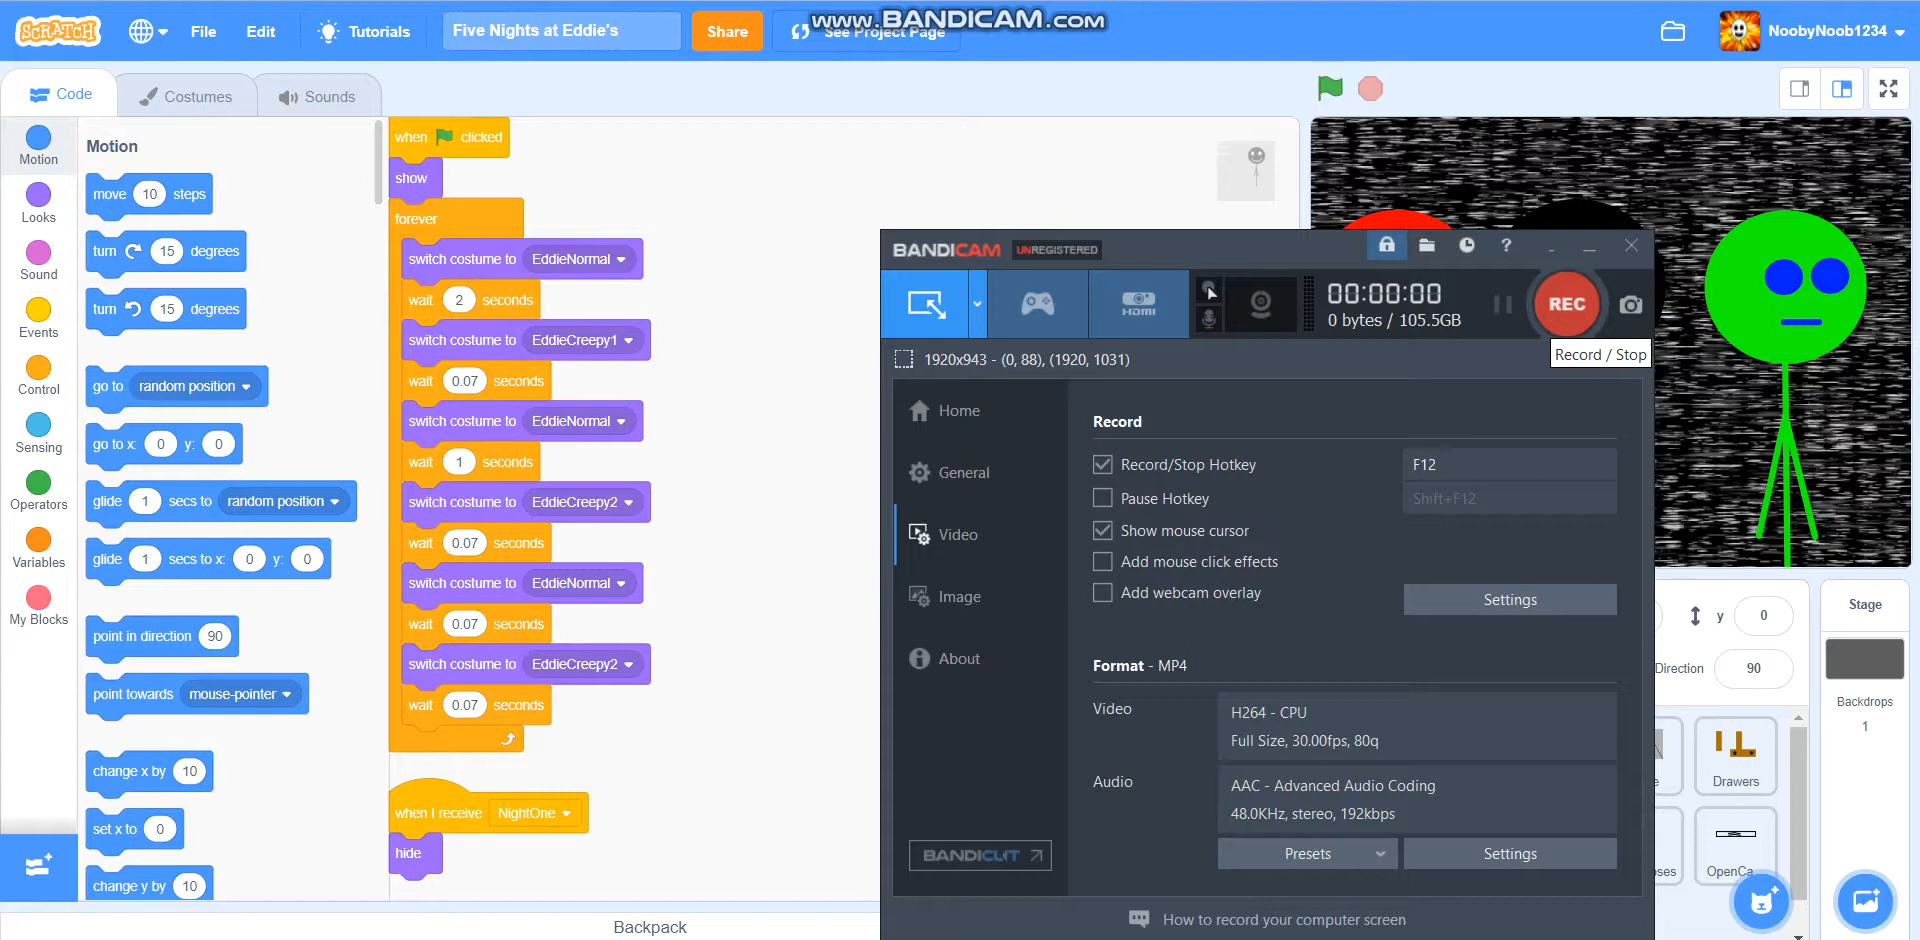 www.BANDICAM.com
SCRATCH
File
Edit
Tutorials
Five Nights at Eddie's
Share
See Project Page
NoobyNoob1234
Code
Costumes
Sounds
Motion
Looks
Sound
Events
Control
Sensing
Operators
Variables
My Blocks
Motion
move 10 steps
turn 15 degrees
turn 15 degrees
go to random position
go to x: 0 y: 0
glide 1 secs to random position
glide 1 secs to x: 0 y: 0
point in direction 90
point towards mouse-pointer
change x by 10
set x to 0
change y by 10
when clicked
show
forever
switch costume to EddieNormal
wait 2 seconds
switch costume to EddieCreepy1
wait 0.07 seconds
switch costume to EddieNormal
wait 1 seconds
switch costume to EddieCreepy2
wait 0.07 seconds
switch costume to EddieNormal
wait 0.07 seconds
switch costume to EddieCreepy2
wait 0.07 seconds
when I receive NightOne
hide
Backpack
BANDICAM UNREGISTERED
?
HDMI
00:00:00
0 bytes / 105.5GB
REC
Record / Stop
1920x943 - (0, 88), (1920, 1031)
Home
General
Video
Image
About
BANDICUT
Record
Record/Stop Hotkey F12
Pause Hotkey Shift+F12
Show mouse cursor
Add mouse click effects
Add webcam overlay
Settings
Format - MP4
Video
H264 - CPU
Full Size, 30.00fps, 80q
Audio
AAC - Advanced Audio Coding
48.0KHz, stereo, 192kbps
Presets
Settings
How to record your computer screen
y 0
Direction 90
e
Drawers
ses
OpenCa
Stage
Backdrops
1